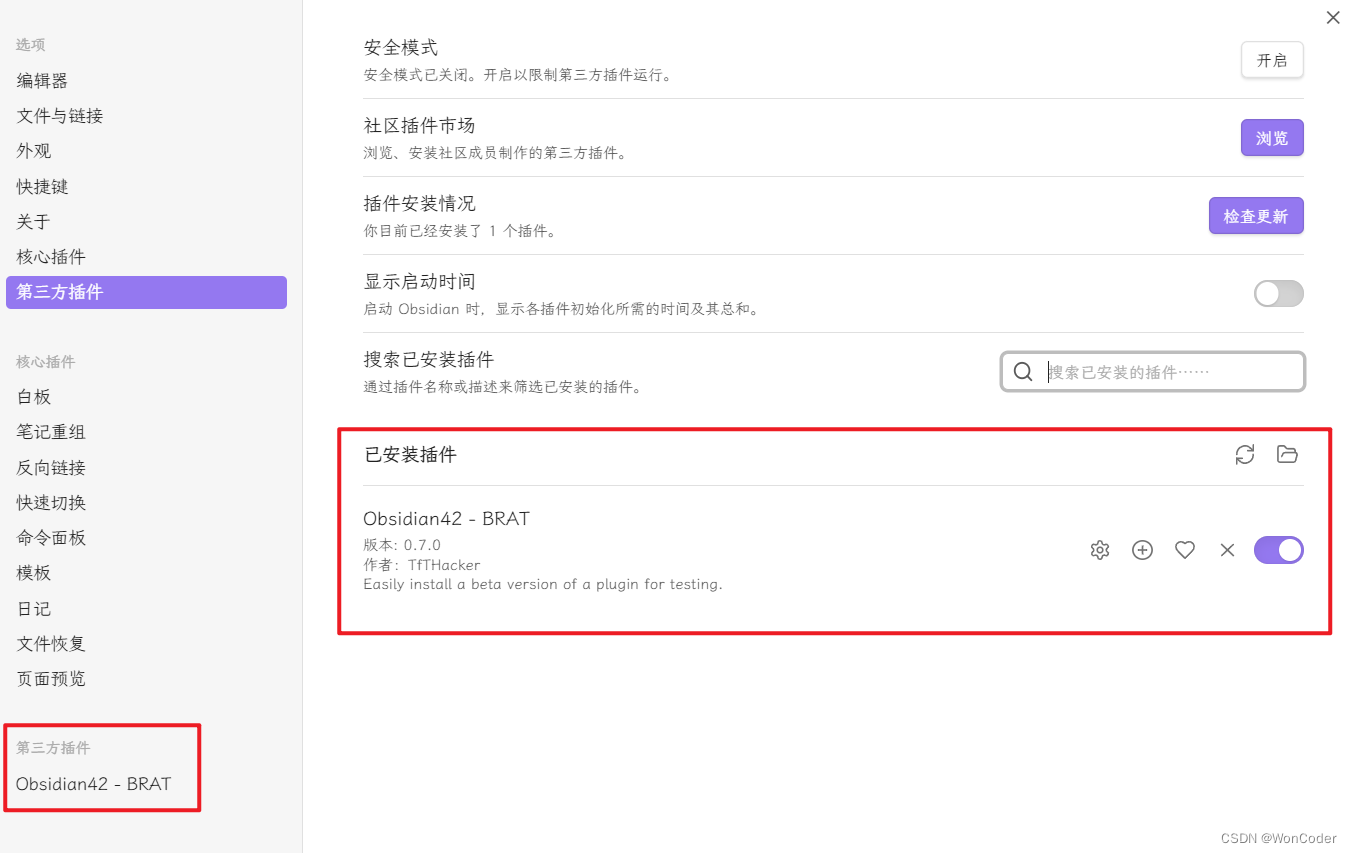 选项
编辑器
文件与链接
外观
快捷键
关于
核心插件
第三方插件
核心插件
白板
笔记重组
反向链接
快速切换
命令面板
模板
日记
文件恢复
页面预览
第三方插件
Obsidian42 - BRAT
安全模式
安全模式已关闭。开启以限制第三方插件运行。
开启
社区插件市场
浏览、安装社区成员制作的第三方插件。
浏览
插件安装情况
你目前已经安装了 1 个插件。
检查更新
显示启动时间
启动 Obsidian 时，显示各插件初始化所需的时间及其总和。
搜索已安装插件
通过插件名称或描述来筛选已安装的插件。
搜索已安装的插件……
已安装插件
Obsidian42 - BRAT
版本: 0.7.0
作者: TfTHacker
Easily install a beta version of a plugin for testing.
CSDN @WonCoder